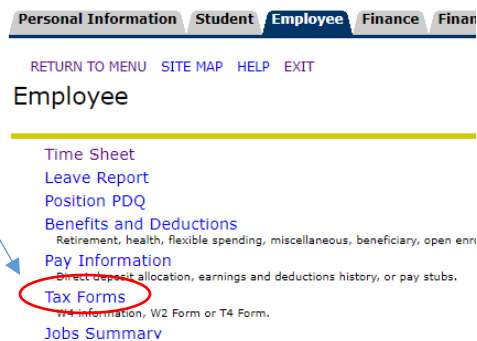 Personal Information Student Employee Finance
RETURN TO MENU SITE MAP HELP EXIT
Employee
Time Sheet
Leave Report
Position PDQ
Benefits and Deductions
Retirement, health, flexible spending, miscellaneous, beneficiary, open
Pay Information
Direct deposit allocation, earnings and deductions history, or pay stubs.
Tax Forms
W4 information, W2 Form or T4 Form.
Jobs Summary